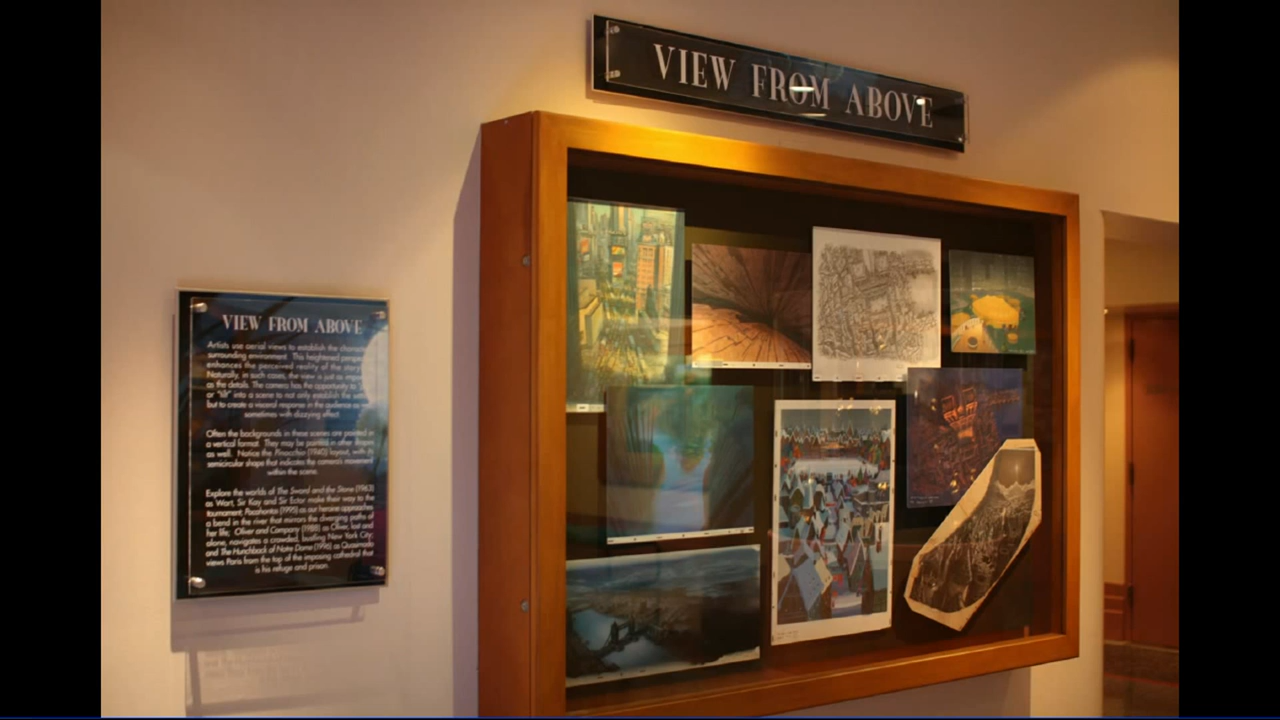 VIEW FROM ABOVE
VIEW FROM ABOVE
Artists use aerial views to establish the
surrounding environment. This heightened
enhances the perceived reality of the story.
Naturally, in such cases, the view is just as
as the details. The camera has the opportunity to
or "tilt" into a scene to not only establish the
but to create a visceral response in the audience
sometimes with dizzying effect.
Often the backgrounds in these scenes are painted in
a vertical format. They may be painted in other shapes
as well. Notice the Pinocchio (1940) layout, with its
semicircular shape that indicates the camera's movement
within the scene.
Explore the worlds of The Sword and the Stone (1963)
as Wart, Sir Kay and Sir Ector make their way to the
tournament; Pocahontas (1995) as our heroine approaches
a bend in the river that mirrors the diverging paths of
her life; Oliver and Company (1988) as Oliver, lost and
alone, navigates a crowded, bustling New York City;
and The Hunchback of Notre Dame (1996) as Quasimodo
views Paris from the top of the imposing cathedral that
is his refuge and prison.